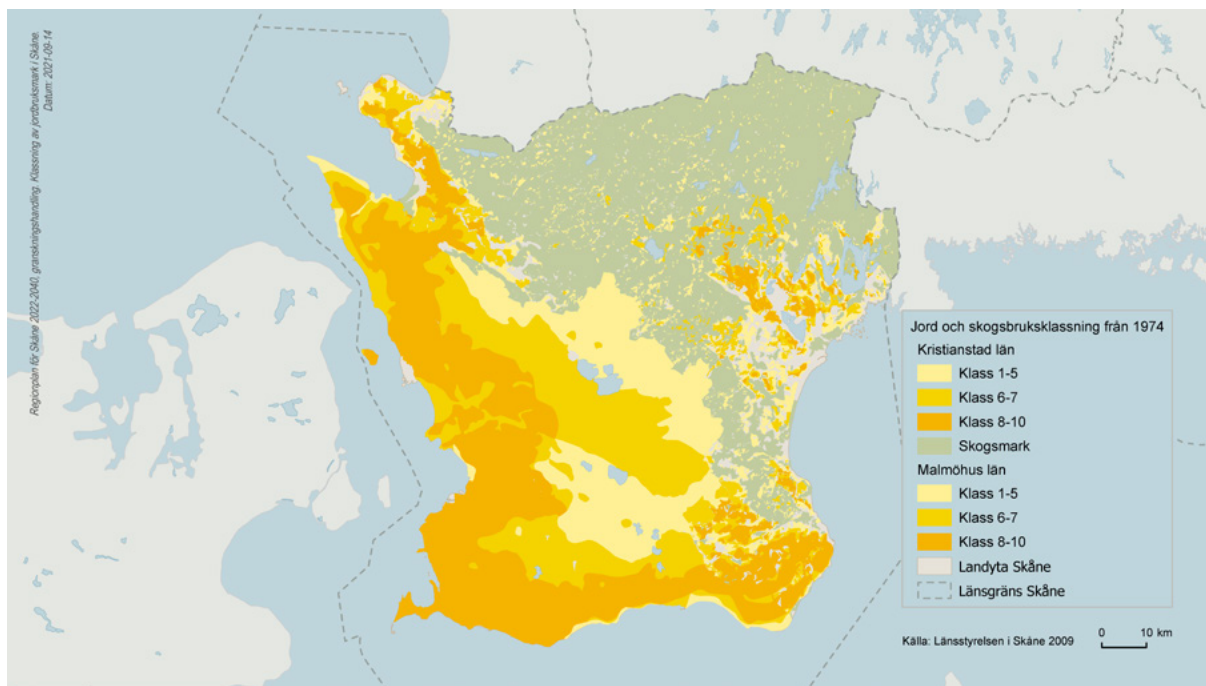 Regionplan för Skåne 2022-2040, granskningshandling. Klassning av jordbruksmark i Skåne.
Datum: 2021-09-14
Jord och skogsbruksklassning från 1974
Kristianstad län
Klass 1-5
Klass 6-7
Klass 8-10
Skogsmark
Malmöhus län
Klass 1-5
Klass 6-7
Klass 8-10
Landyta Skåne
Länsgräns Skåne
Källa: Länsstyrelsen i Skåne 2009
0 10 km